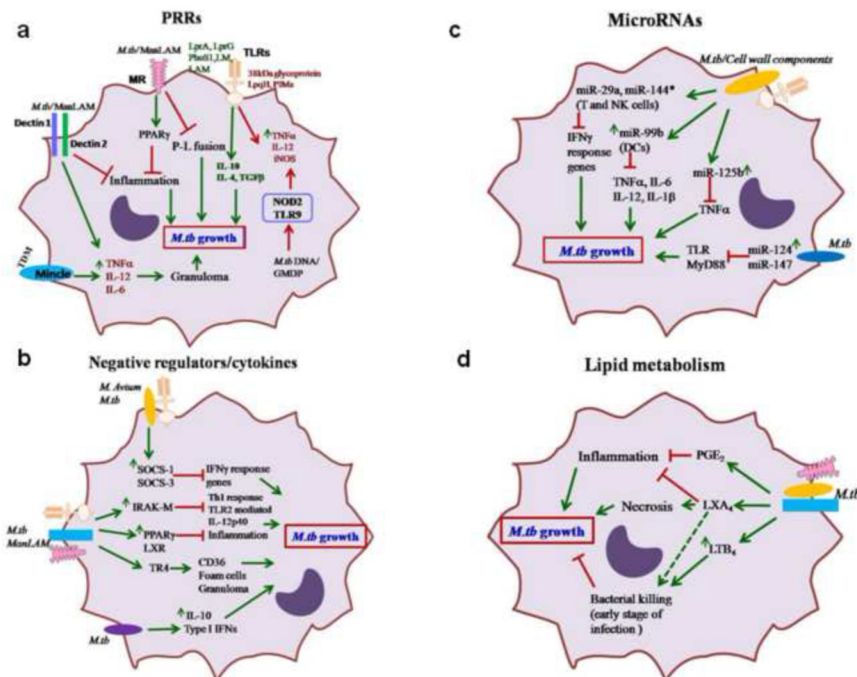 a
PRRs
M.tb/ManLAM
LprA, LprG
PhoS1, LM,
LAM
TLRs
38kDa glycoprotein
LpqH, PIMs
MR
M.tb/ManLAM
Dectin 1
Dectin 2
PPARγ
P-L fusion
Inflammation
IL-10
IL-4, TGFβ
TNFα
IL-12
iNOS
NOD2
TLR9
M.tb growth
M.tb DNA/
GMDP
TDM
Mincle
TNFα
IL-12
IL-6
Granuloma
c
MicroRNAs
M.tb/Cell wall components
miR-29a, miR-144*
(T and NK cells)
IFNγ
response
genes
miR-99b
(DCs)
TNFα, IL-6
IL-12, IL-1β
miR-125b
TNFα
M.tb growth
TLR
MyD88
miR-124
miR-147
M.tb
b
Negative regulators/cytokines
M. Avium
M.tb
SOCS-1
SOCS-3
IFNγ response
genes
IRAK-M
Th1 response
TLR2 mediated
IL-12p40
M.tb
ManLAM
PPARγ
LXR
Inflammation
M.tb growth
TR4
CD36
Foam cells
Granuloma
IL-10
Type I IFNs
M.tb
d
Lipid metabolism
Inflammation
PGE2
M.tb
Necrosis
LXA4
M.tb growth
LTB4
Bacterial killing
(early stage of
infection )